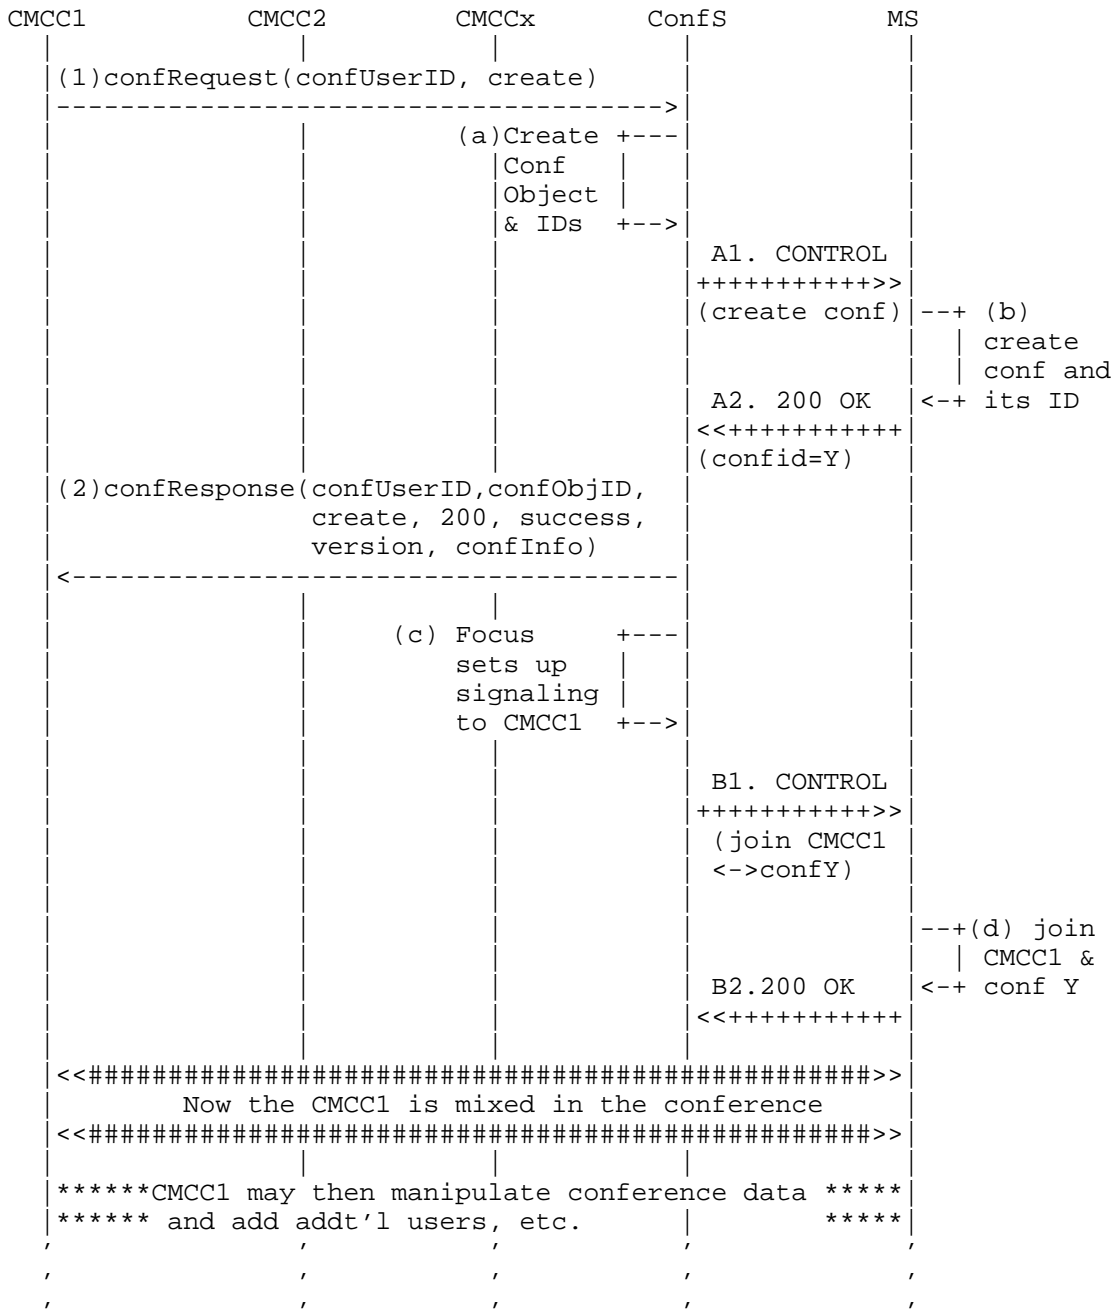 CMCC1 CMCC2 CMCCx ConfS MS
(1)confRequest(confUserID, create)
(a)Create
Conf
Object
& IDs
A1. CONTROL
(create conf) (b)
create
conf and
A2. 200 OK its ID
(confid=Y)
(2)confResponse(confUserID,confObjID,
create, 200, success,
version, confInfo)
(c) Focus
sets up
signaling
to CMCC1
B1. CONTROL
(join CMCC1
<->confY)
(d) join
CMCC1 &
B2.200 OK conf Y
Now the CMCC1 is mixed in the conference
******CMCC1 may then manipulate conference data *****
****** and add addt'l users, etc. *****